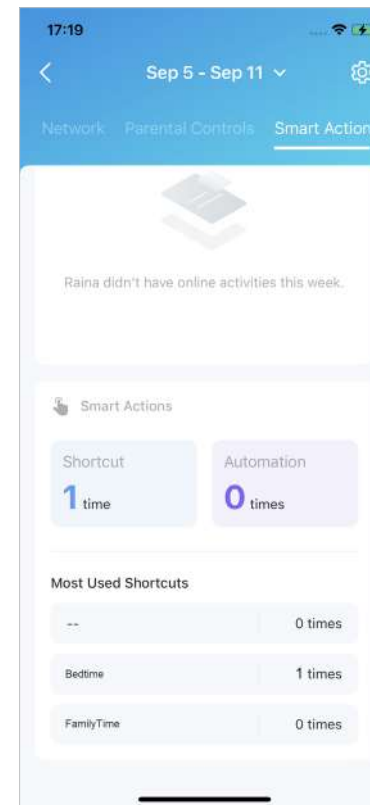 17:19
Sep 5 - Sep 11
Network Parental Controls Smart Action
Raina didn't have online activities this week.
Smart Actions
Shortcut Automation
1 time 0 times
Most Used Shortcuts
-- 0 times
Bedtime 1 times
FamilyTime 0 times